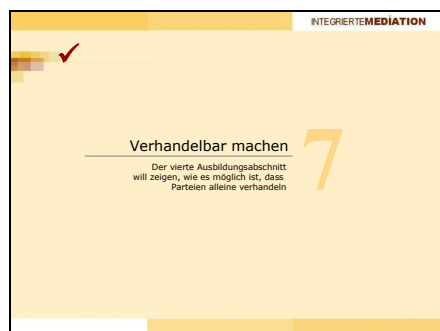 INTEGRIERTEMEDIATION
Verhandelbar machen
7
Der vierte Ausbildungsabschnitt
will zeigen, wie es möglich ist, dass
Parteien alleine verhandeln